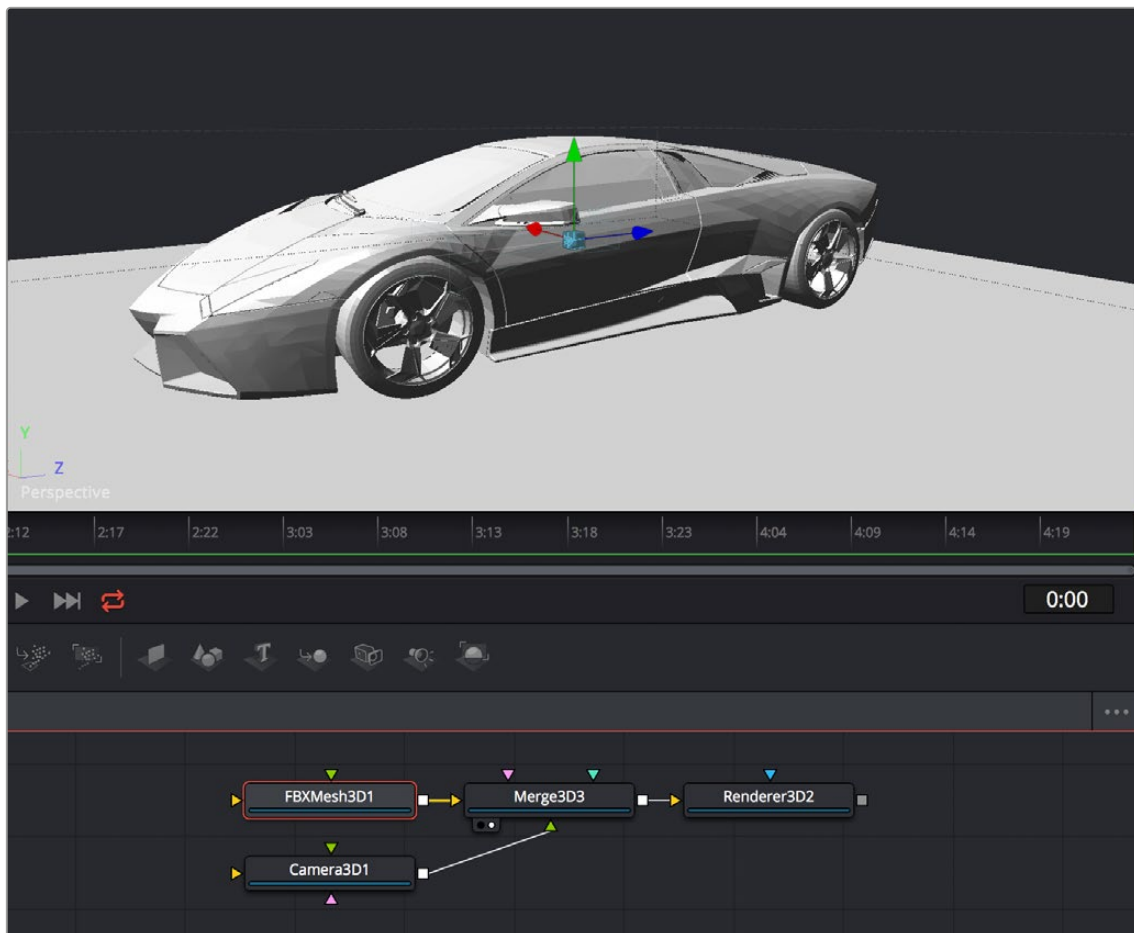 Y
Z
Perspective
2:12 2:17 2:22 3:03 3:08 3:13 3:18 3:23 4:04 4:09 4:14 4:19
0:00
T
FBXMesh3D1 Merge3D3 Renderer3D2
Camera3D1